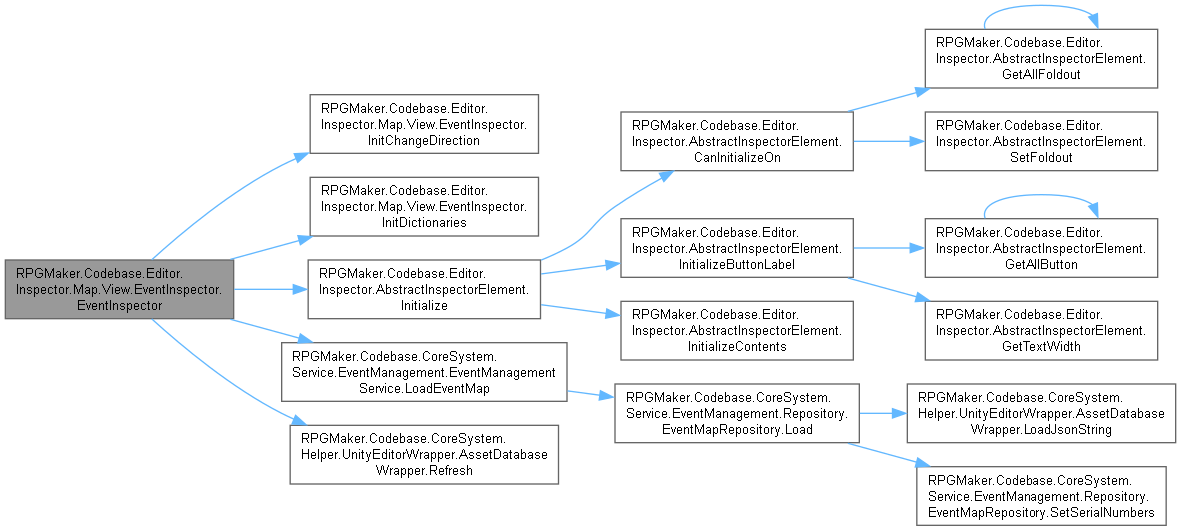 RPGMaker.Codebase.Editor.
Inspector.Map.View.EventInspector.
EventInspector
RPGMaker.Codebase.Editor.
Inspector.Map.View.EventInspector.
InitChangeDirection
RPGMaker.Codebase.Editor.
Inspector.Map.View.EventInspector.
InitDictionaries
RPGMaker.Codebase.Editor.
Inspector.AbstractInspectorElement.
Initialize
RPGMaker.Codebase.CoreSystem.
Service.EventManagement.EventManagement
Service.LoadEventMap
RPGMaker.Codebase.CoreSystem.
Helper.UnityEditorWrapper.AssetDatabase
Wrapper.Refresh
RPGMaker.Codebase.Editor.
Inspector.AbstractInspectorElement.
CanInitializeOn
RPGMaker.Codebase.Editor.
Inspector.AbstractInspectorElement.
InitializeButtonLabel
RPGMaker.Codebase.Editor.
Inspector.AbstractInspectorElement.
InitializeContents
RPGMaker.Codebase.CoreSystem.
Service.EventManagement.Repository.
EventMapRepository.Load
RPGMaker.Codebase.Editor.
Inspector.AbstractInspectorElement.
GetAllFoldout
RPGMaker.Codebase.Editor.
Inspector.AbstractInspectorElement.
SetFoldout
RPGMaker.Codebase.Editor.
Inspector.AbstractInspectorElement.
GetAllButton
RPGMaker.Codebase.Editor.
Inspector.AbstractInspectorElement.
GetTextWidth
RPGMaker.Codebase.CoreSystem.
Helper.UnityEditorWrapper.AssetDatabase
Wrapper.LoadJsonString
RPGMaker.Codebase.CoreSystem.
Service.EventManagement.Repository.
EventMapRepository.SetSerialNumbers